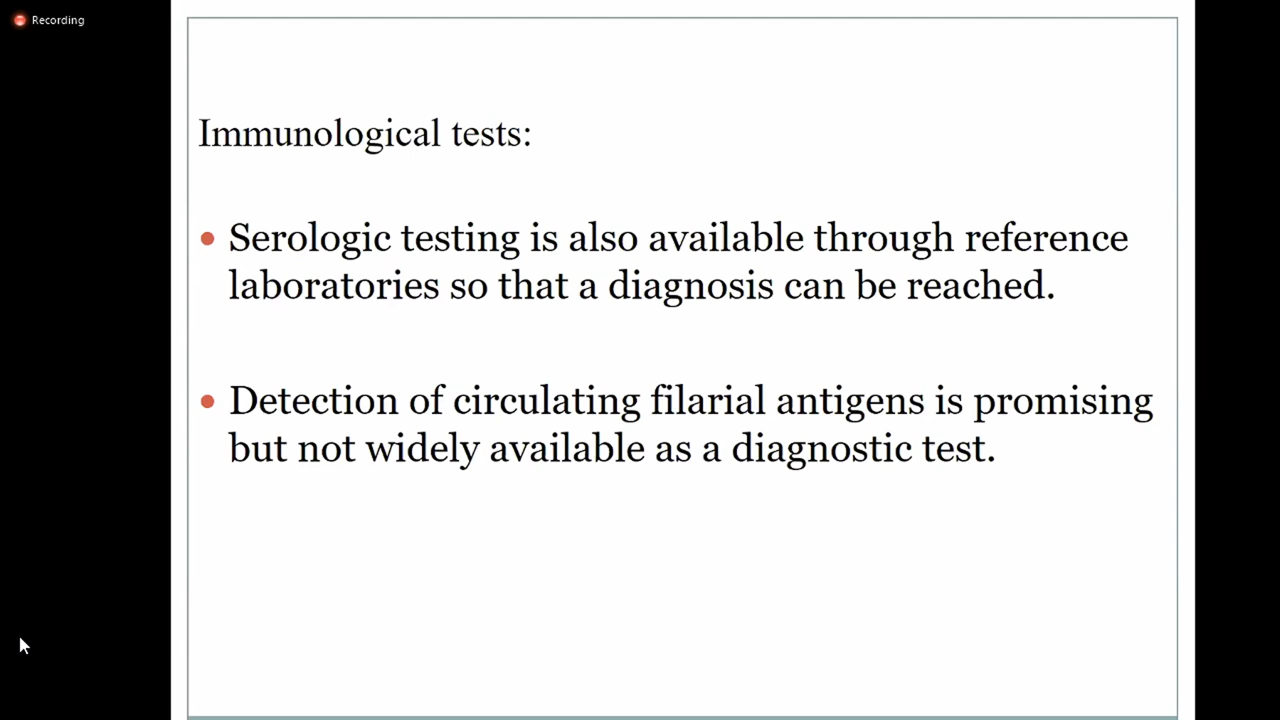 Recording
Immunological tests:
• Serologic testing is also available through reference
laboratories so that a diagnosis can be reached.
• Detection of circulating filarial antigens is promising
but not widely available as a diagnostic test.